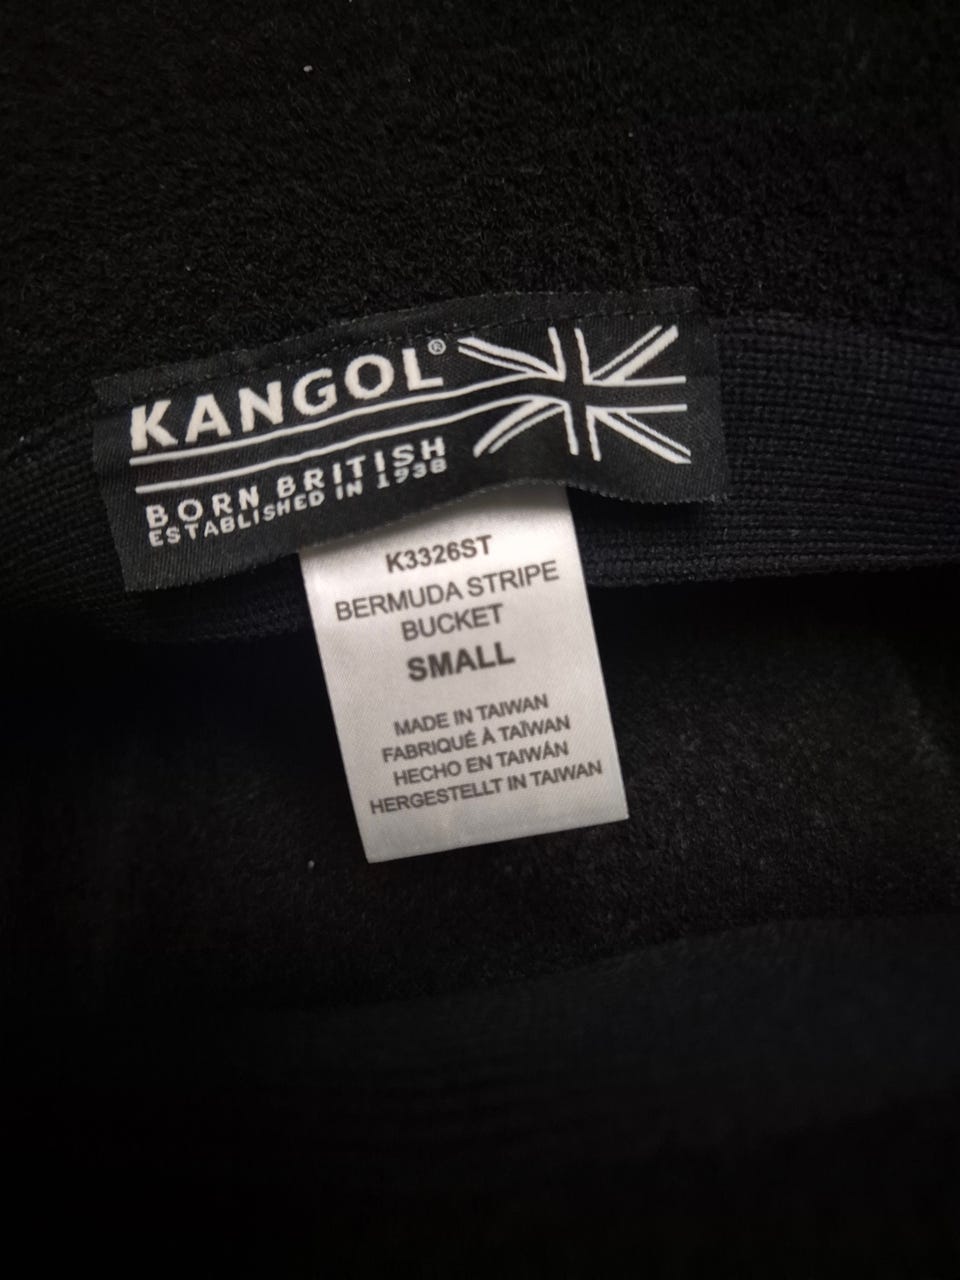 KANGOL®
BORN BRITISH
ESTABLISHED IN 1938
K3326ST
BERMUDA STRIPE
BUCKET
SMALL
MADE IN TAIWAN
FABRIQUÉ À TAÏWAN
HECHO EN TAIWÁN
HERGESTELLT IN TAIWAN